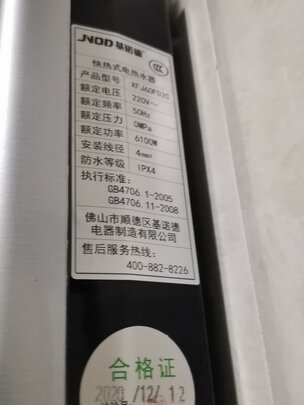 JNOD 基诺德
快热式电热水器
产品型号 XFJ60FD2C
额定电压 220V~
额定频率 50Hz
额定压力 0MPa
额定功率 6100W
安装线径 4mm²
防水等级 IPX4
执行标准:
GB4706.1-2005
GB4706.11-2008
佛山市顺德区基诺德
电器制造有限公司
售后服务热线:
400-882-8226
合格证
2020/12/12